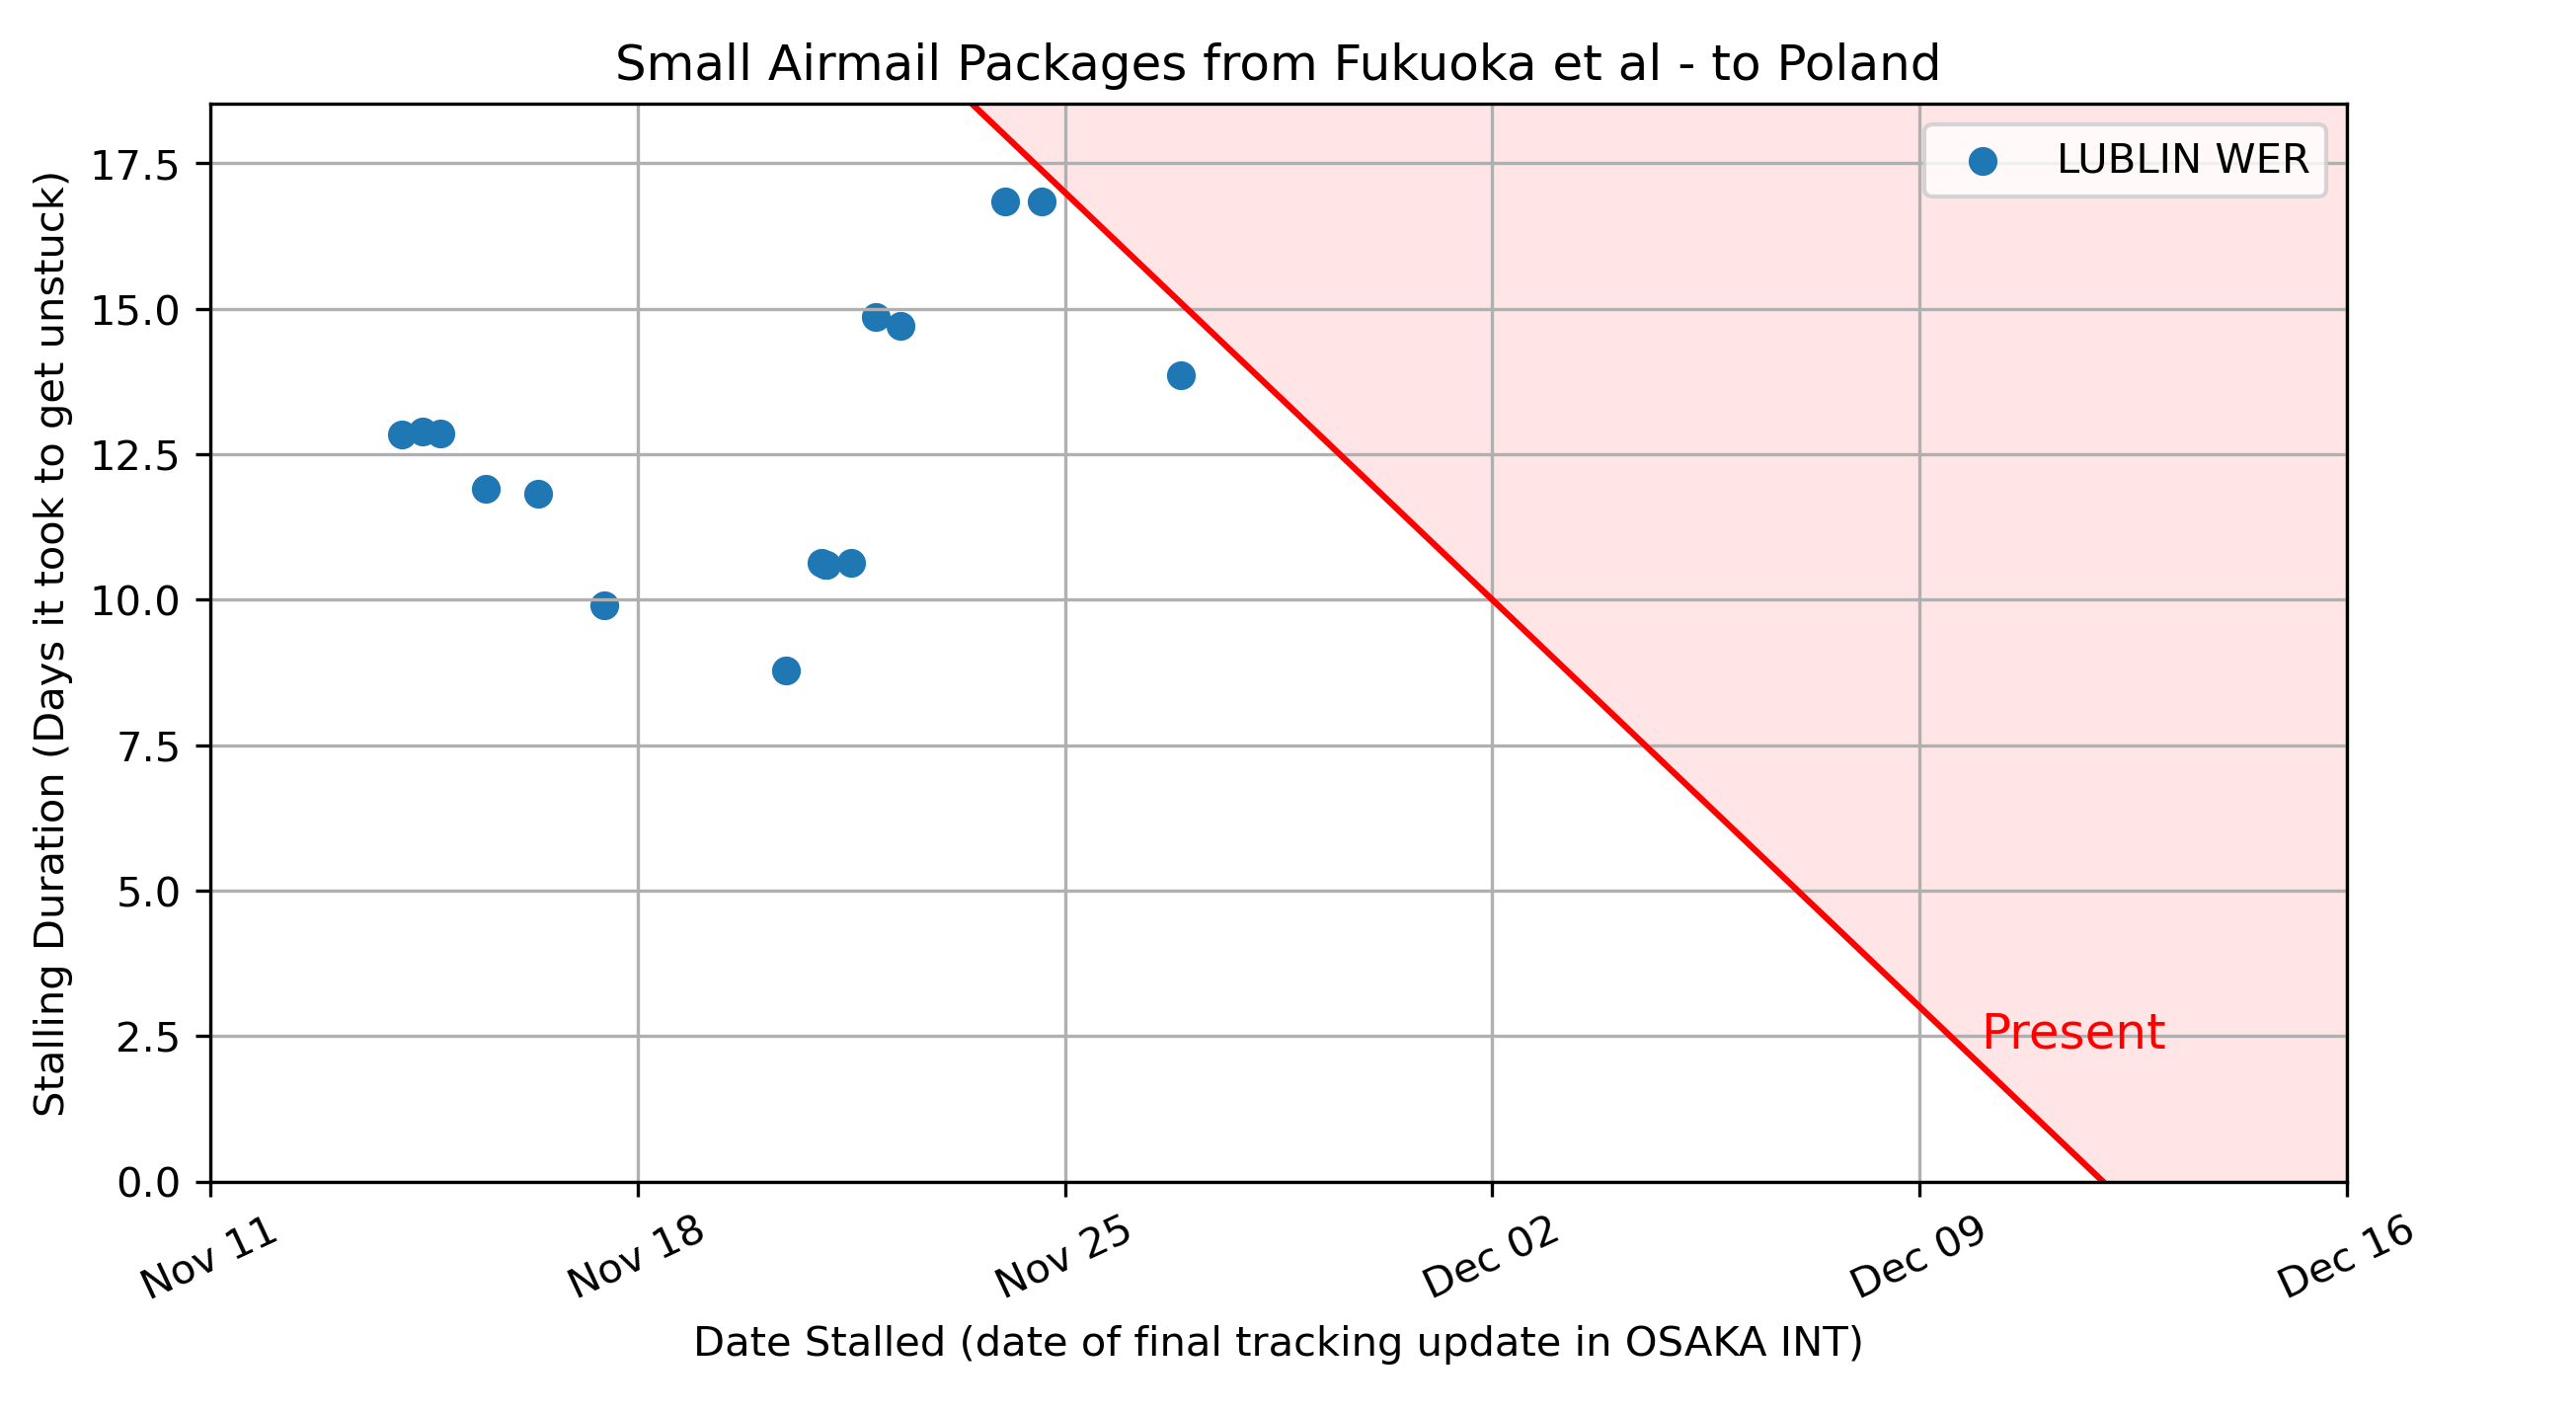 Small Airmail Packages from Fukuoka et al - to Poland
LUBLIN WER
Stalling Duration (Days it took to get unstuck)
17.5
15.0
12.5
10.0
7.5
5.0
2.5
0.0
Present
Nov 11
Nov 18
Nov 25
Dec 02
Dec 09
Dec 16
Date Stalled (date of final tracking update in OSAKA INT)